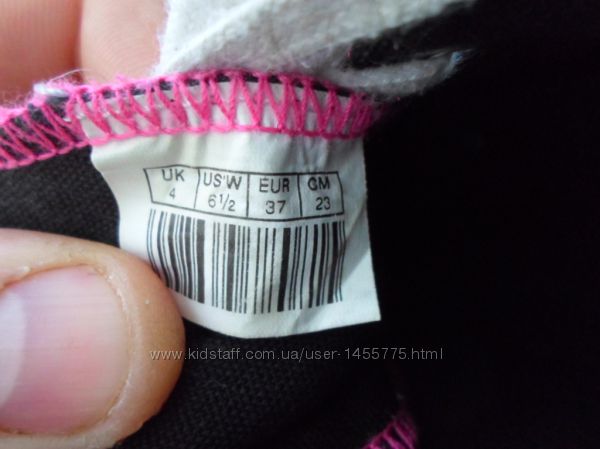 UK US'W EUR CM
4 6½ 37 23
www.kidstaff.com.ua/user-1455775.html